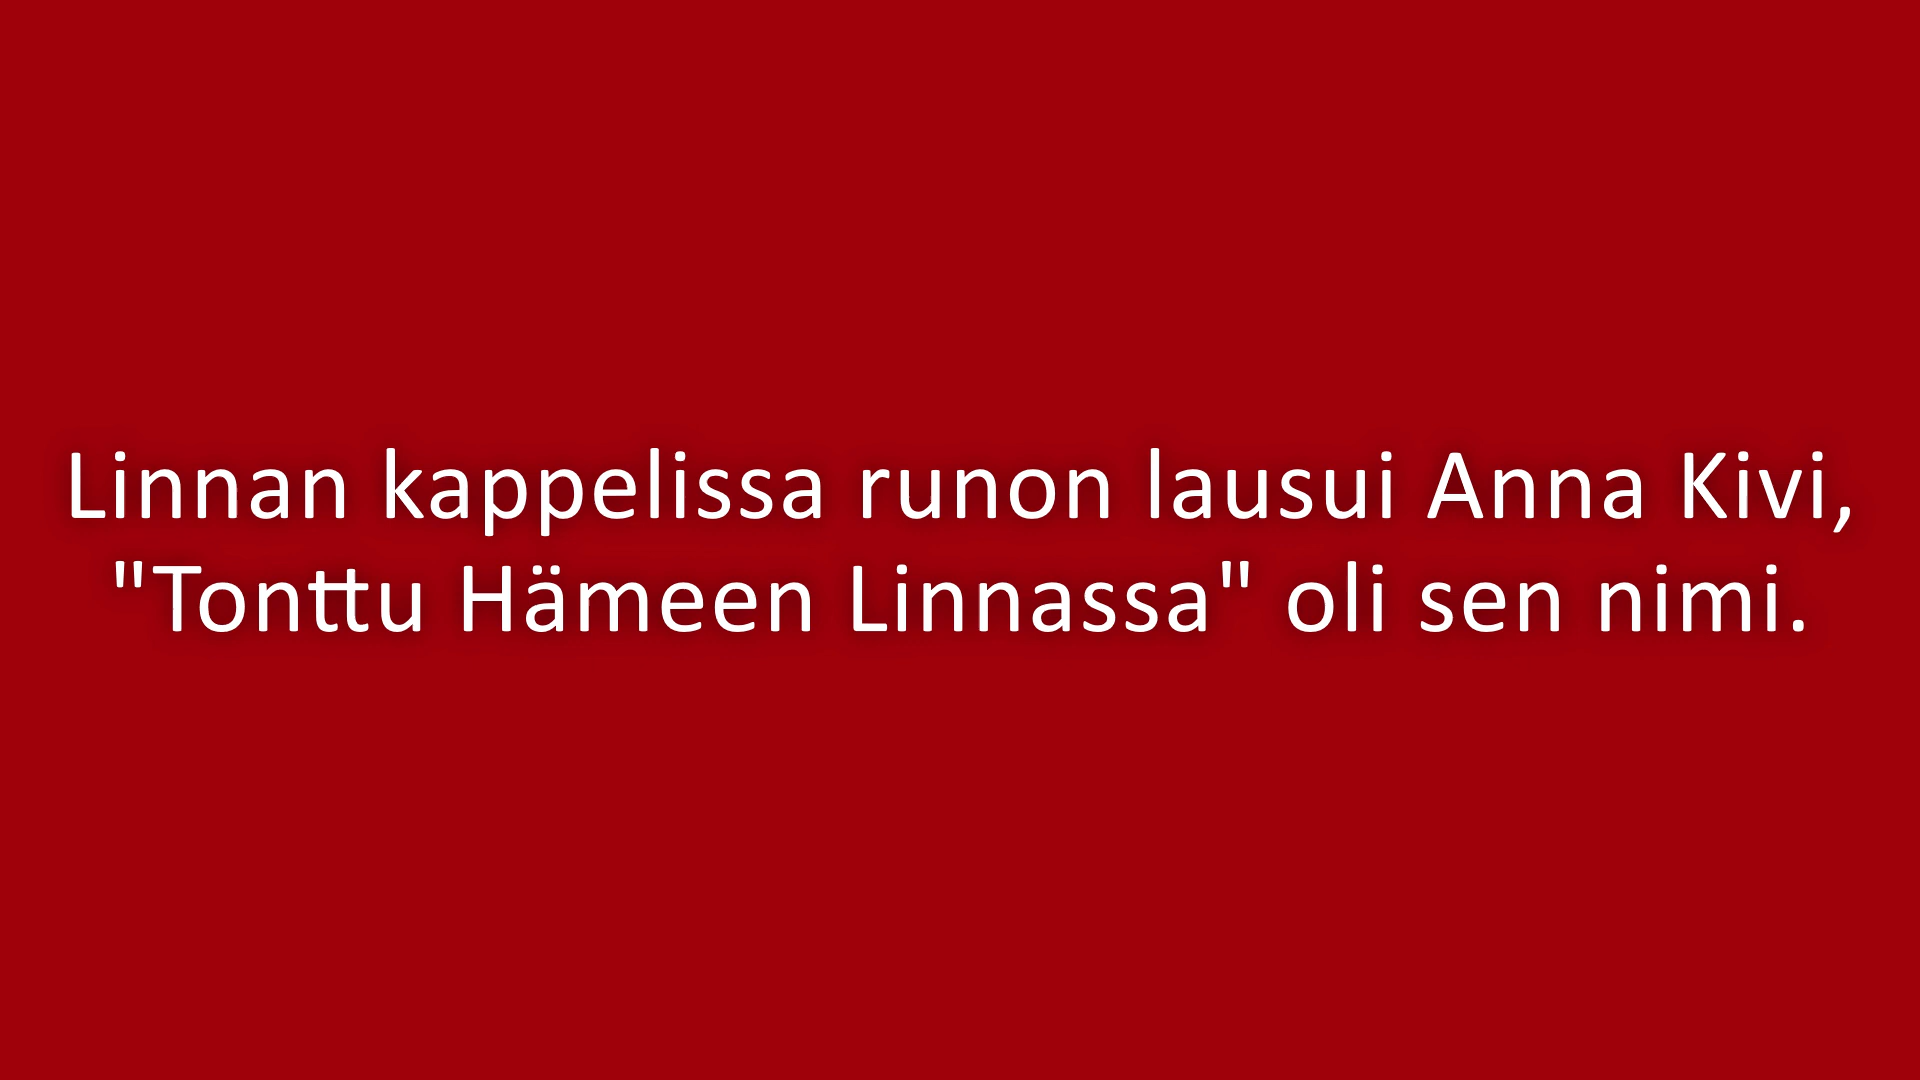 Linnan kappelissa runon lausui Anna Kivi,
"Tonttu Hämeen Linnassa" oli sen nimi.